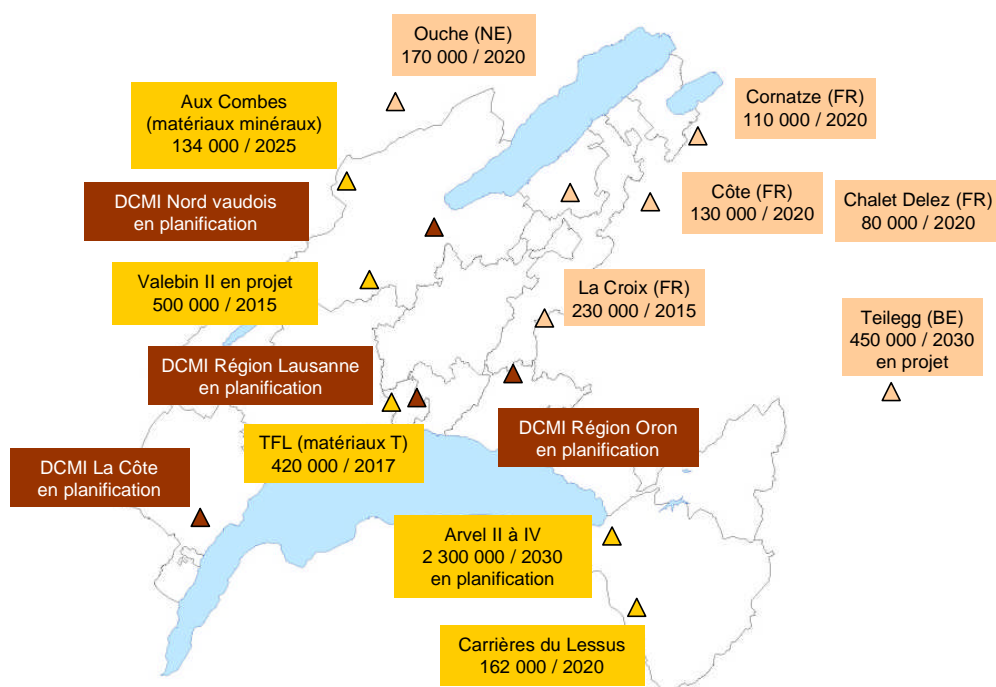 Ouche (NE)
170 000 / 2020
Aux Combes
(matériaux minéraux)
134 000 / 2025
Cornatze (FR)
110 000 / 2020
DCMI Nord vaudois
en planification
Côte (FR)
130 000 / 2020
Chalet Delez (FR)
80 000 / 2020
Valebin II en projet
500 000 / 2015
La Croix (FR)
230 000 / 2015
Teilegg (BE)
450 000 / 2030
en projet
DCMI Région Lausanne
en planification
DCMI Région Oron
en planification
TFL (matériaux T)
420 000 / 2017
DCMI La Côte
en planification
Arvel II à IV
2 300 000 / 2030
en planification
Carrières du Lessus
162 000 / 2020